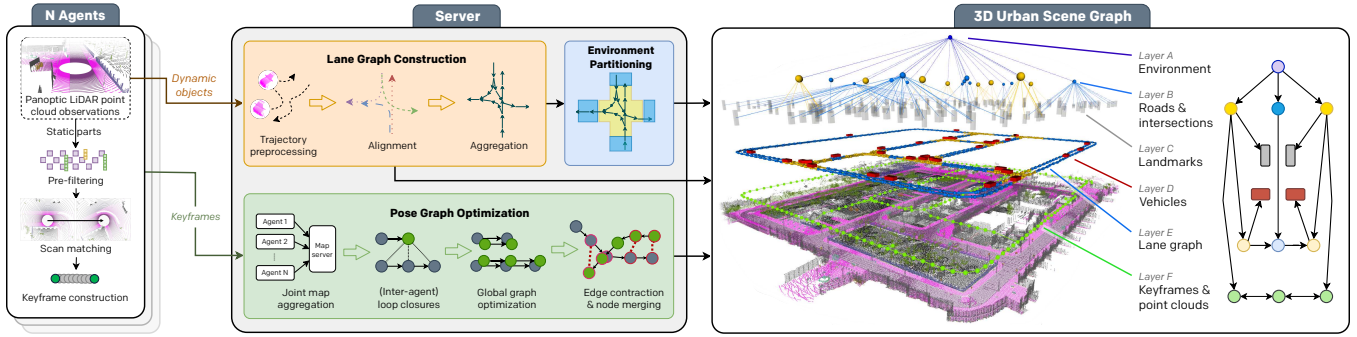 N Agents
Panoptic LiDAR point
cloud observations
Static parts
Pre-filtering
Scan matching
Keyframe construction
Dynamic
objects
Keyframes
Server
Lane Graph Construction
Trajectory
preprocessing
Alignment
Aggregation
Environment
Partitioning
Pose Graph Optimization
Agent 1
Agent 2
Agent N
Map
server
Joint map
aggregation
(Inter-agent)
loop closures
Global graph
optimization
Edge contraction
& node merging
3D Urban Scene Graph
Layer A
Environment
Layer B
Roads &
intersections
Layer C
Landmarks
Layer D
Vehicles
Layer E
Lane graph
Layer F
Keyframes &
point clouds